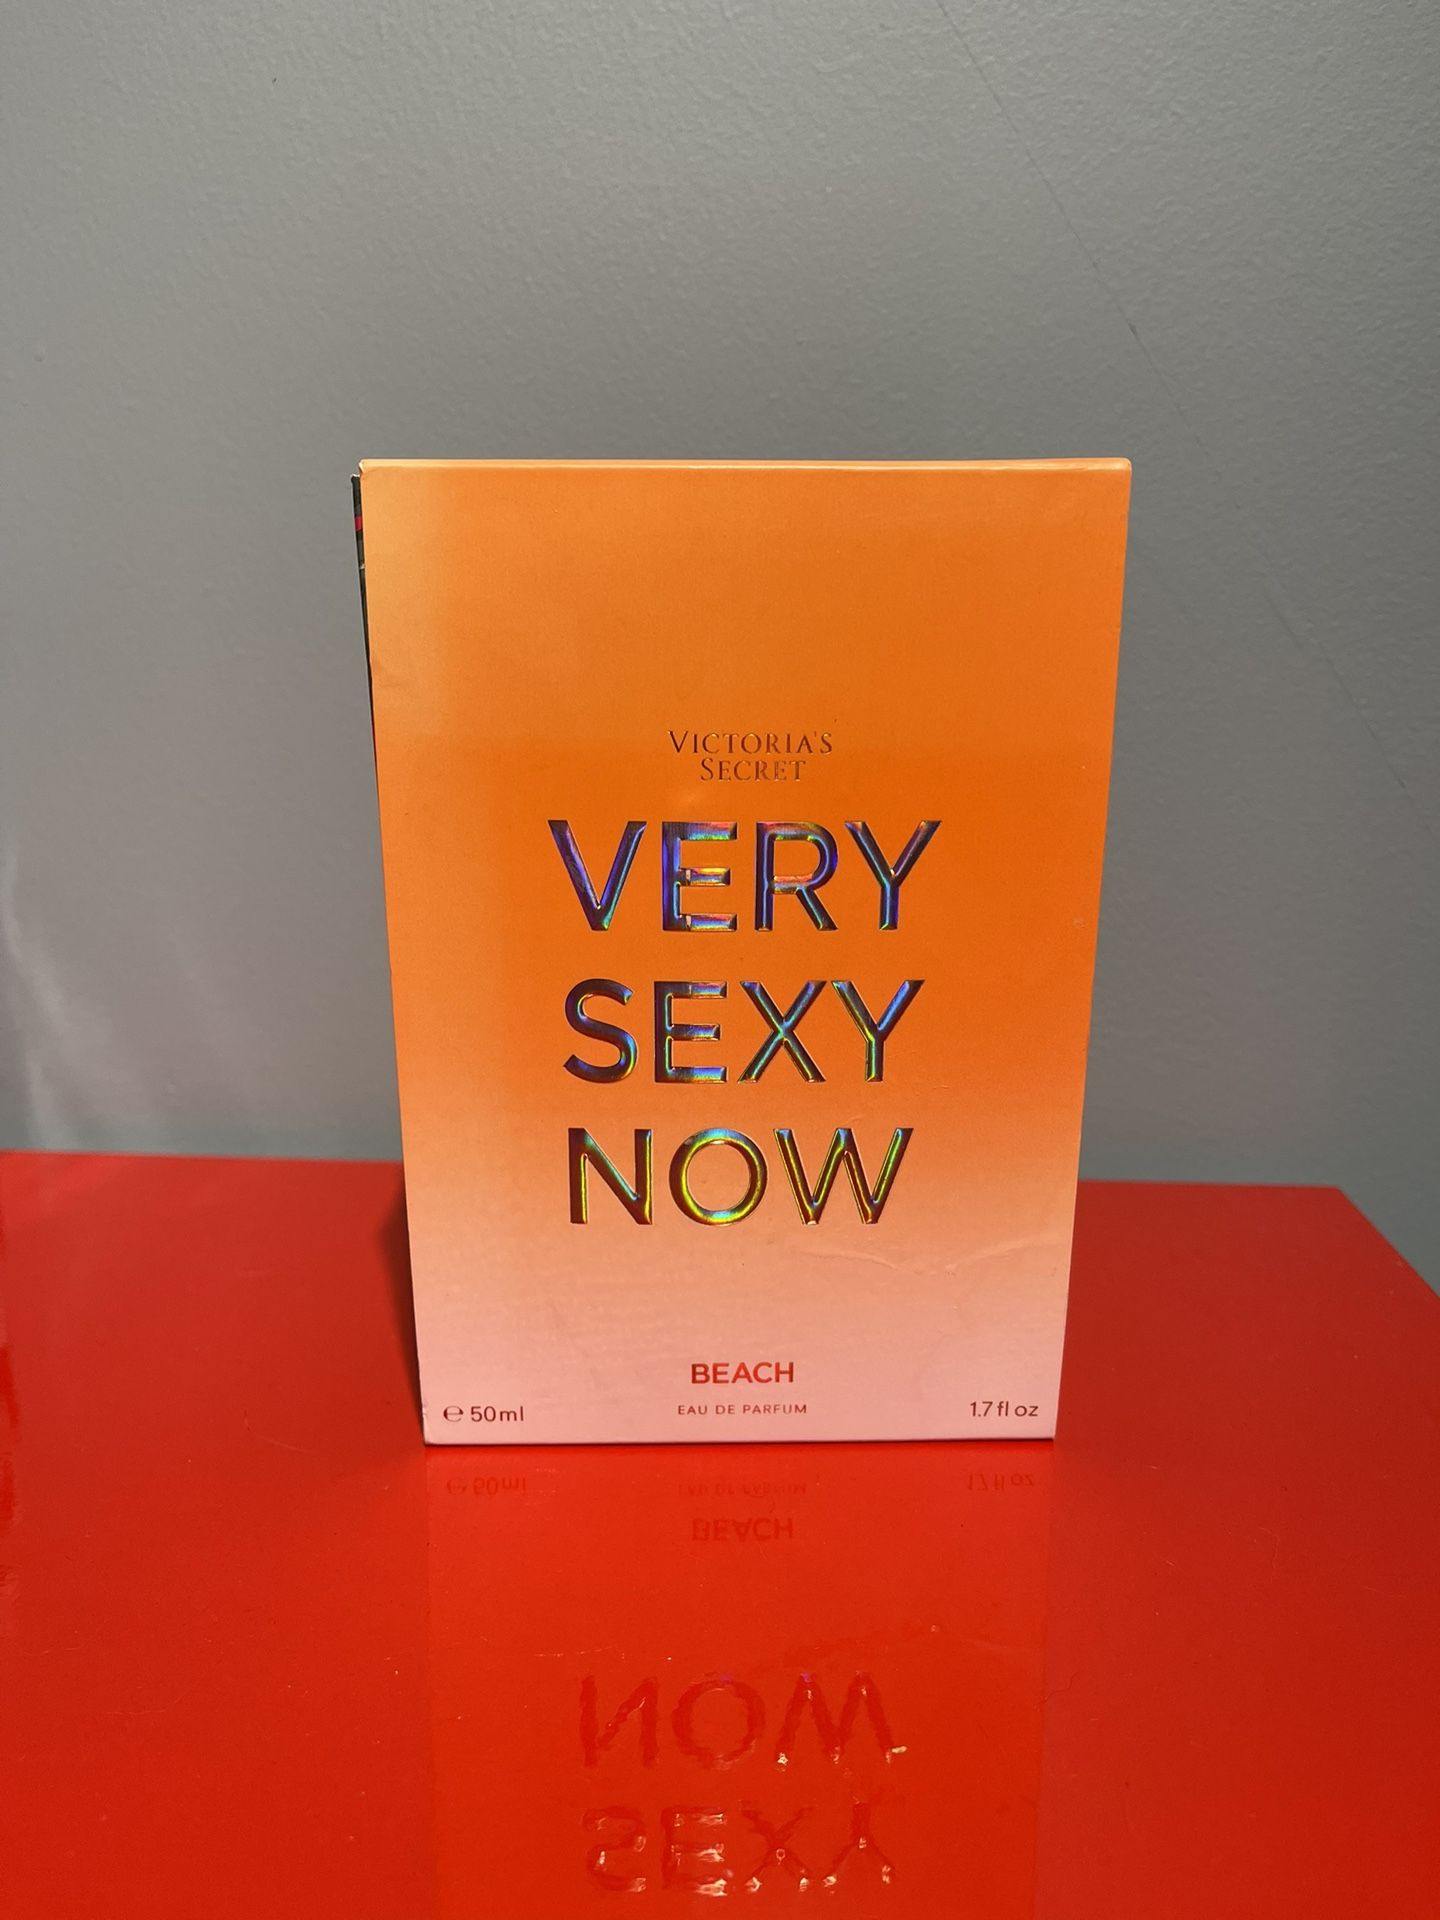 VICTORIA'S
SECRET
VERY
SEXY
NOW
BEACH
EAU DE PARFUM
℮ 50ml
1.7 fl oz